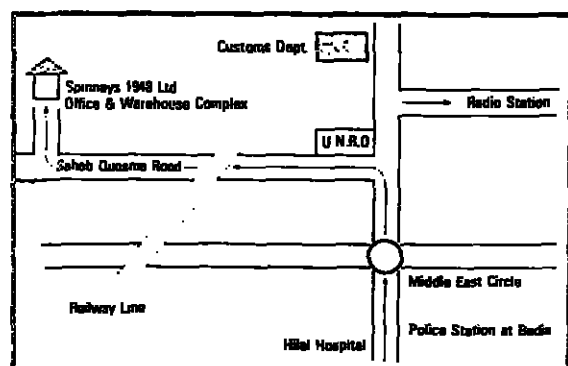 Customs Dept.
Spinneys 1948 Ltd
Office & Warehouse Complex
Radio Station
U.N.R.O
Saheb Road
Middle East Circle
Railway Line
Police Station at Badia
Hilal Hospital